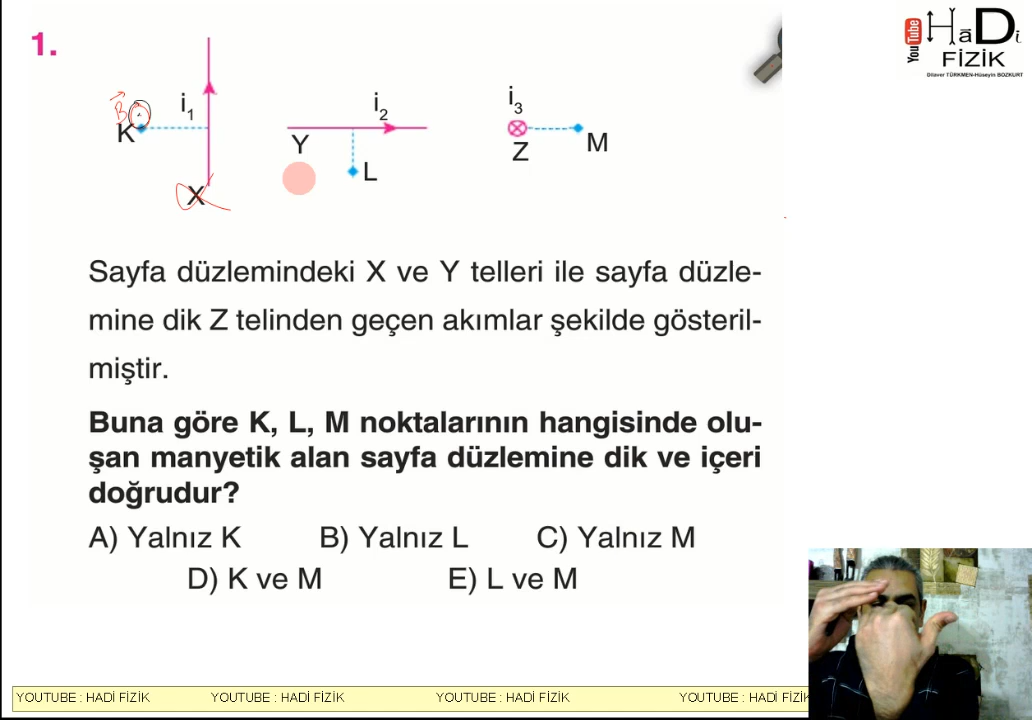 YouTube HāDi
FİZİK
Dilaver TÜRKMEN-Hüseyin BOZKURT
1.
B K i1 X
i2 Y L
i3 Z M
Sayfa düzlemindeki X ve Y telleri ile sayfa düzle-
mine dik Z telinden geçen akımlar şekilde gösteril-
miştir.
Buna göre K, L, M noktalarının hangisinde olu-
şan manyetik alan sayfa düzlemine dik ve içeri
doğrudur?
A) Yalnız K B) Yalnız L C) Yalnız M
D) K ve M E) L ve M
YOUTUBE : HADİ FİZİK YOUTUBE : HADİ FİZİK YOUTUBE : HADİ FİZİK YOUTUBE : HADİ FİZİK